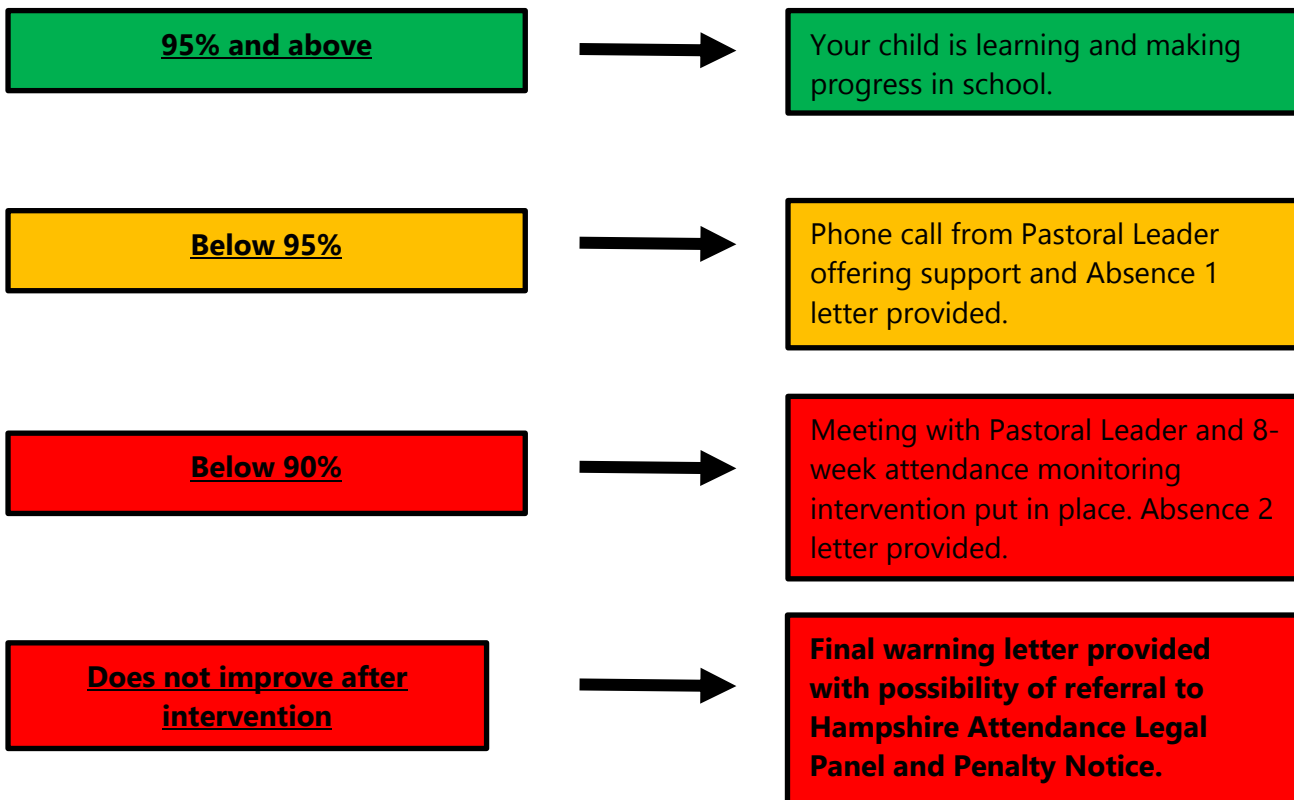 95% and above
Your child is learning and making
progress in school.
Below 95%
Phone call from Pastoral Leader
offering support and Absence 1
letter provided.
Below 90%
Meeting with Pastoral Leader and 8-
week attendance monitoring
intervention put in place. Absence 2
letter provided.
Does not improve after
intervention
Final warning letter provided
with possibility of referral to
Hampshire Attendance Legal
Panel and Penalty Notice.